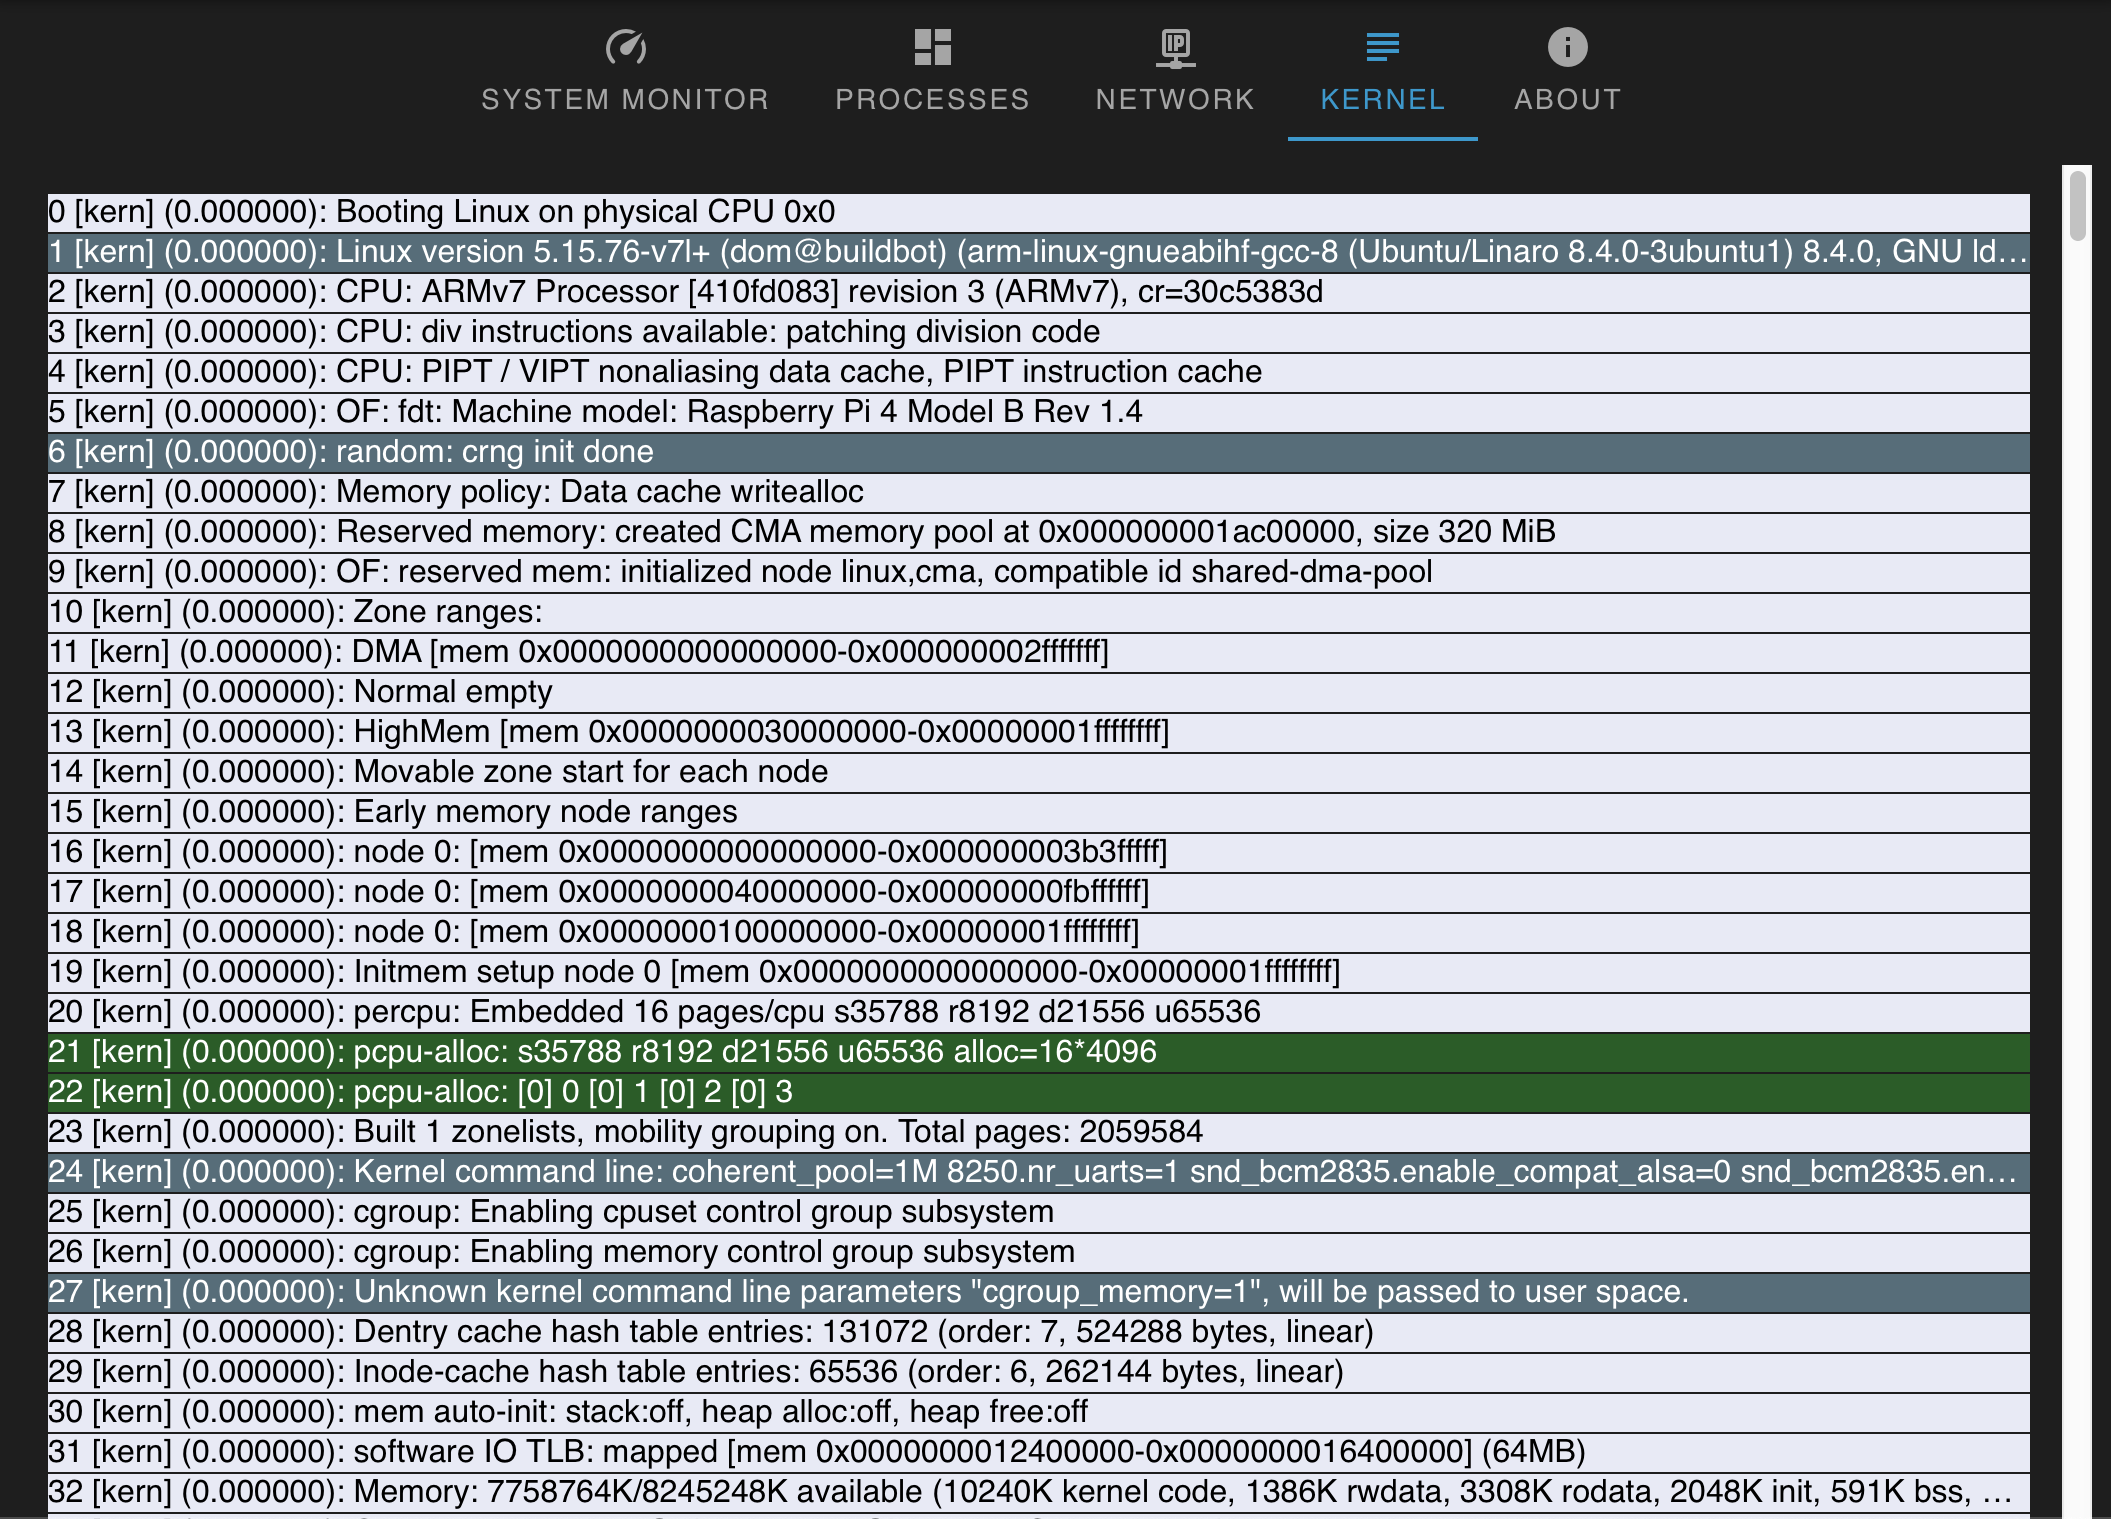 SYSTEM MONITOR PROCESSES IP NETWORK KERNEL ABOUT
0 [kern] (0.000000): Booting Linux on physical CPU 0x0
1 [kern] (0.000000): Linux version 5.15.76-v7l+ (dom@buildbot) (arm-linux-gnueabihf-gcc-8 (Ubuntu/Linaro 8.4.0-3ubuntu1) 8.4.0, GNU ld…
2 [kern] (0.000000): CPU: ARMv7 Processor [410fd083] revision 3 (ARMv7), cr=30c5383d
3 [kern] (0.000000): CPU: div instructions available: patching division code
4 [kern] (0.000000): CPU: PIPT / VIPT nonaliasing data cache, PIPT instruction cache
5 [kern] (0.000000): OF: fdt: Machine model: Raspberry Pi 4 Model B Rev 1.4
6 [kern] (0.000000): random: crng init done
7 [kern] (0.000000): Memory policy: Data cache writealloc
8 [kern] (0.000000): Reserved memory: created CMA memory pool at 0x000000001ac00000, size 320 MiB
9 [kern] (0.000000): OF: reserved mem: initialized node linux,cma, compatible id shared-dma-pool
10 [kern] (0.000000): Zone ranges:
11 [kern] (0.000000): DMA [mem 0x0000000000000000-0x000000002fffffff]
12 [kern] (0.000000): Normal empty
13 [kern] (0.000000): HighMem [mem 0x0000000030000000-0x00000001ffffffff]
14 [kern] (0.000000): Movable zone start for each node
15 [kern] (0.000000): Early memory node ranges
16 [kern] (0.000000): node 0: [mem 0x0000000000000000-0x000000003b3fffff]
17 [kern] (0.000000): node 0: [mem 0x0000000040000000-0x00000000fbffffff]
18 [kern] (0.000000): node 0: [mem 0x0000000100000000-0x00000001ffffffff]
19 [kern] (0.000000): Initmem setup node 0 [mem 0x0000000000000000-0x00000001ffffffff]
20 [kern] (0.000000): percpu: Embedded 16 pages/cpu s35788 r8192 d21556 u65536
21 [kern] (0.000000): pcpu-alloc: s35788 r8192 d21556 u65536 alloc=16*4096
22 [kern] (0.000000): pcpu-alloc: [0] 0 [0] 1 [0] 2 [0] 3
23 [kern] (0.000000): Built 1 zonelists, mobility grouping on. Total pages: 2059584
24 [kern] (0.000000): Kernel command line: coherent_pool=1M 8250.nr_uarts=1 snd_bcm2835.enable_compat_alsa=0 snd_bcm2835.en…
25 [kern] (0.000000): cgroup: Enabling cpuset control group subsystem
26 [kern] (0.000000): cgroup: Enabling memory control group subsystem
27 [kern] (0.000000): Unknown kernel command line parameters "cgroup_memory=1", will be passed to user space.
28 [kern] (0.000000): Dentry cache hash table entries: 131072 (order: 7, 524288 bytes, linear)
29 [kern] (0.000000): Inode-cache hash table entries: 65536 (order: 6, 262144 bytes, linear)
30 [kern] (0.000000): mem auto-init: stack:off, heap alloc:off, heap free:off
31 [kern] (0.000000): software IO TLB: mapped [mem 0x0000000012400000-0x0000000016400000] (64MB)
32 [kern] (0.000000): Memory: 7758764K/8245248K available (10240K kernel code, 1386K rwdata, 3308K rodata, 2048K init, 591K bss, …